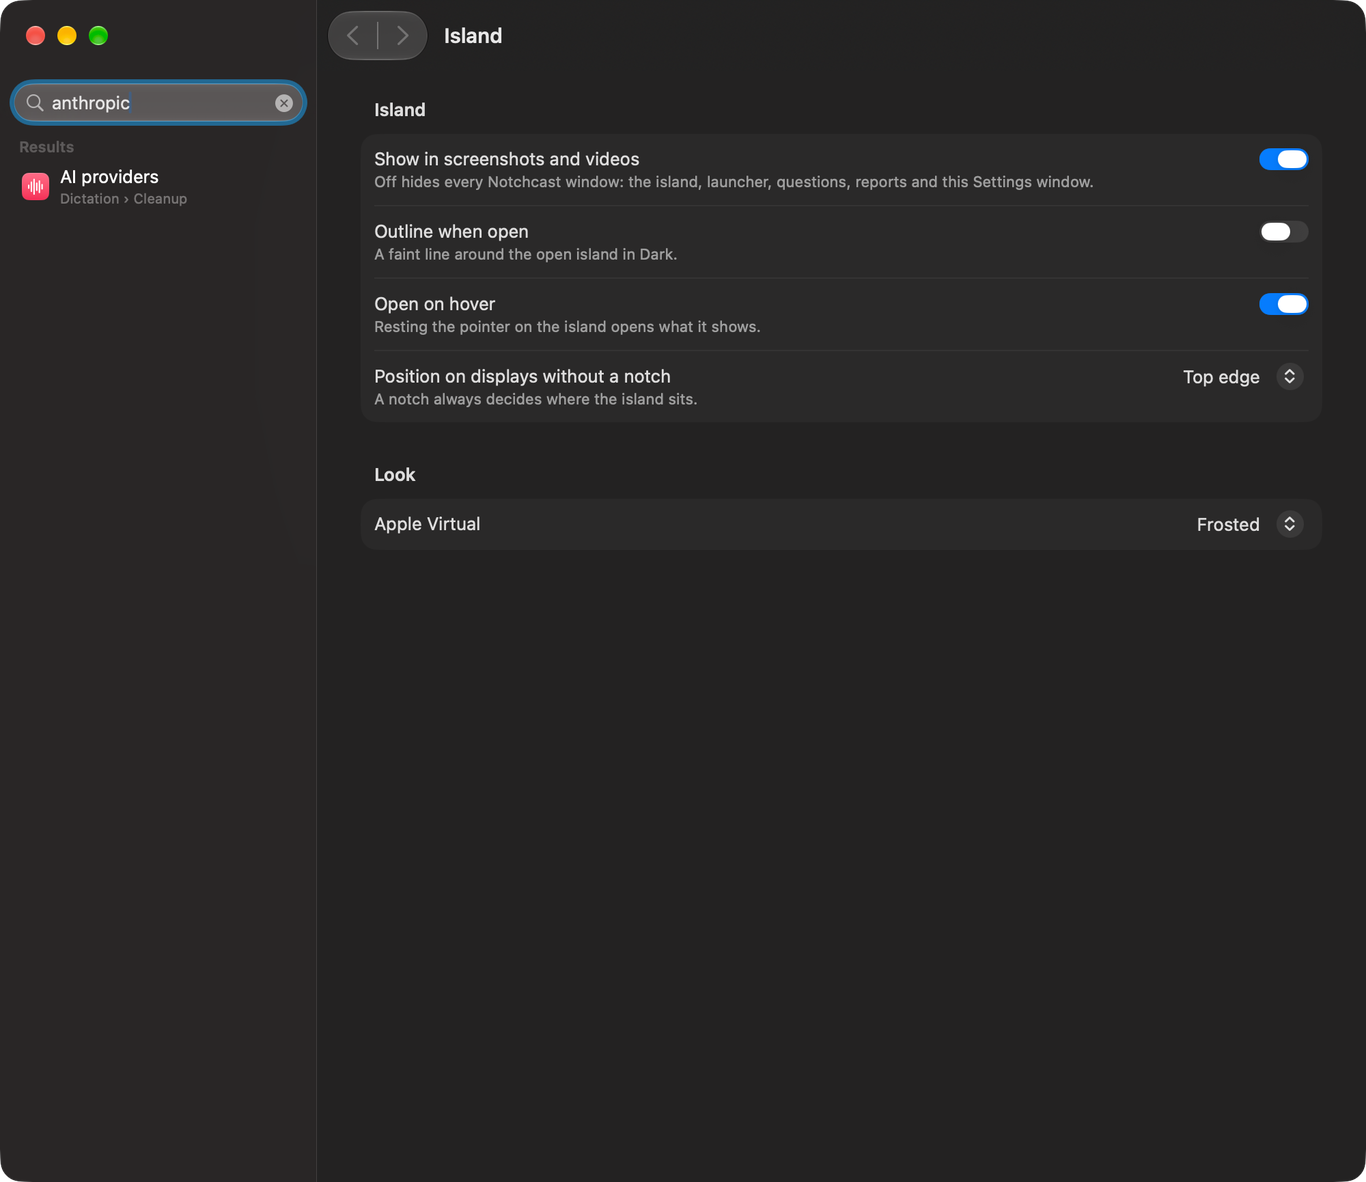 Island
anthropic
Results
AI providers
Dictation › Cleanup
Island
Show in screenshots and videos
Off hides every Notchcast window: the island, launcher, questions, reports and this Settings window.
Outline when open
A faint line around the open island in Dark.
Open on hover
Resting the pointer on the island opens what it shows.
Position on displays without a notch
Top edge
A notch always decides where the island sits.
Look
Apple Virtual
Frosted